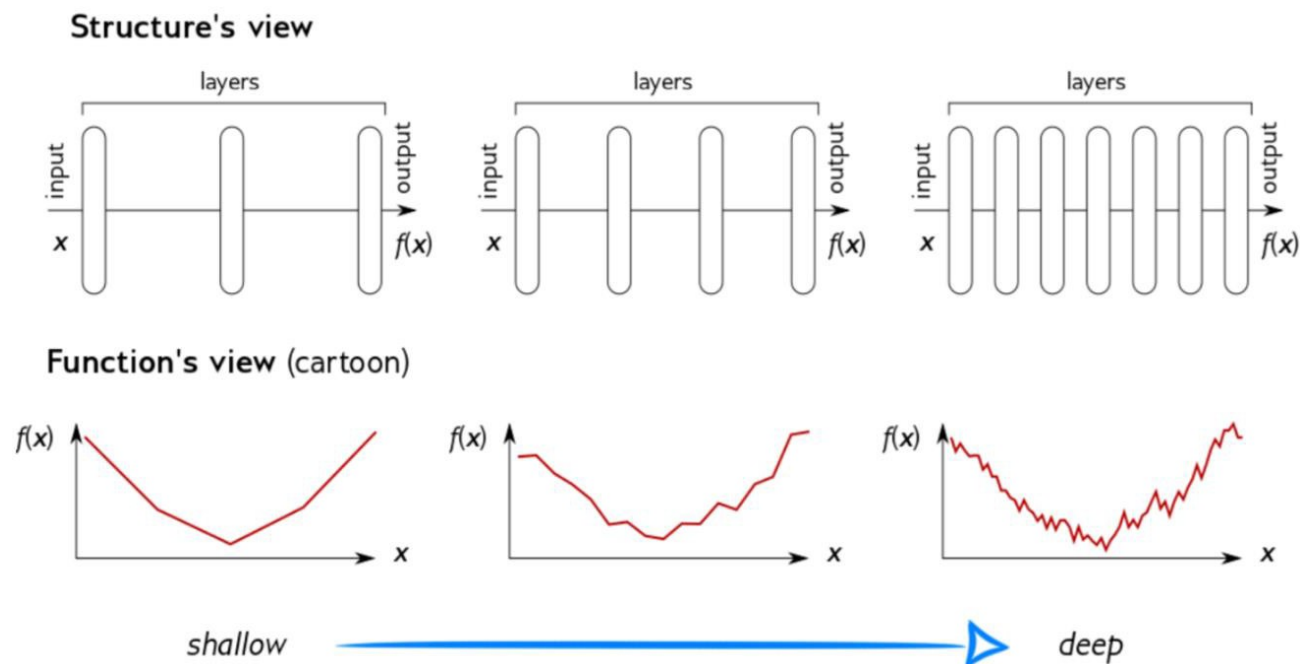 Structure's view
layers
layers
layers
input
output
input
output
input
output
x
f(x)
x
f(x)
x
f(x)
Function's view (cartoon)
f(x)
x
f(x)
x
f(x)
x
shallow
deep